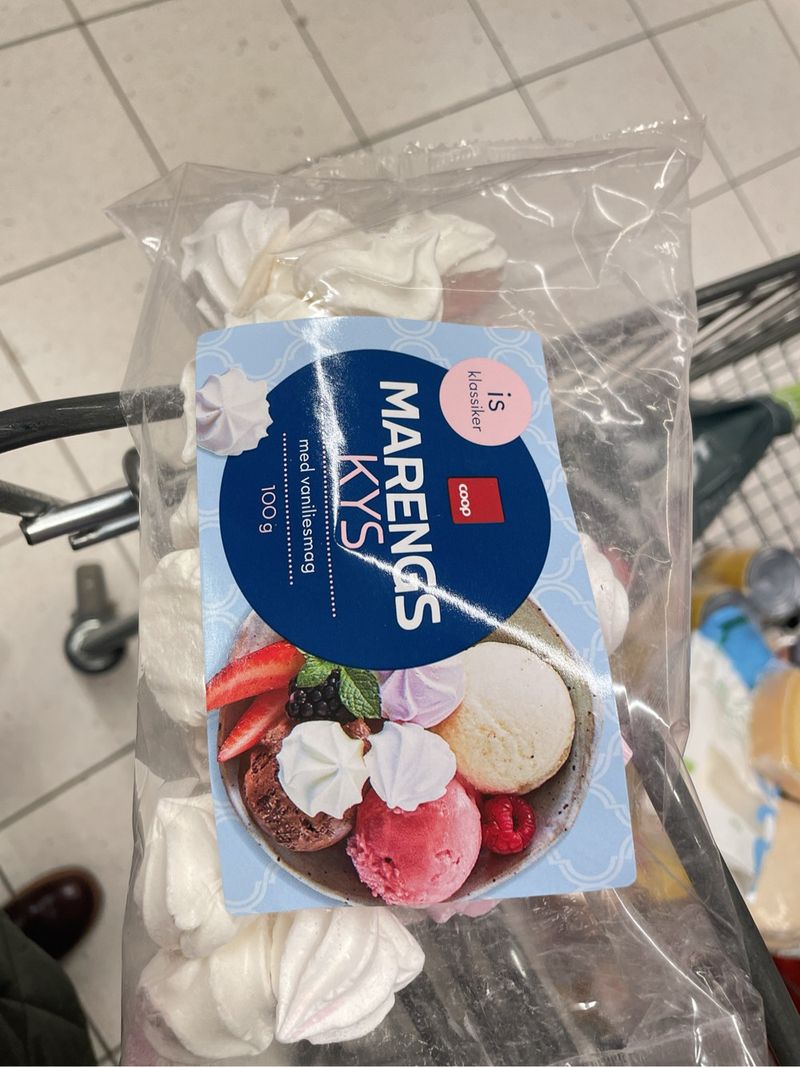 is
klassiker
coop
MARENGS
KYS
med vaniliesmag
100 g